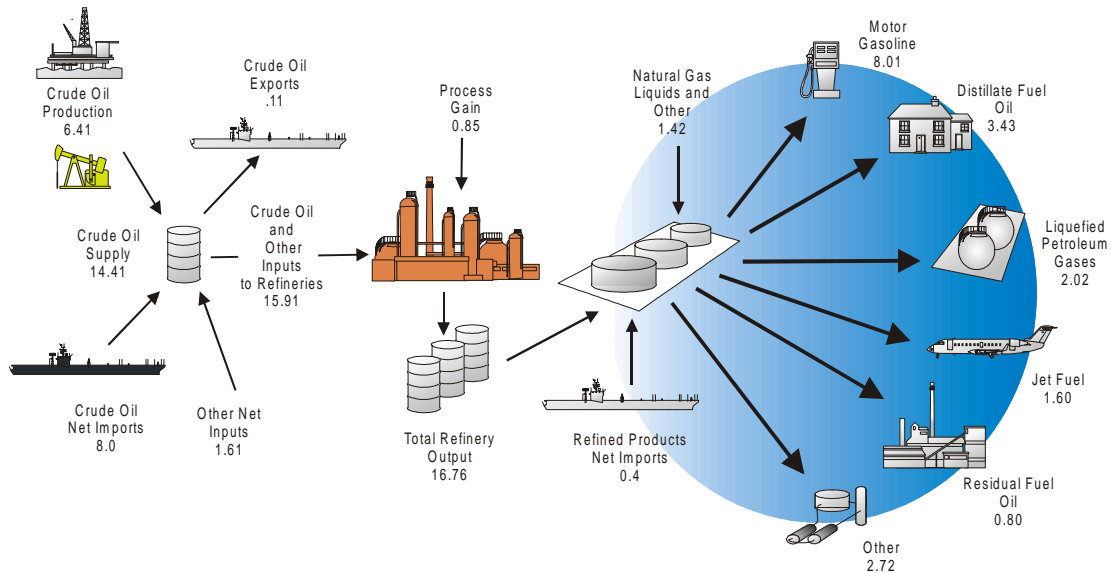 Crude Oil
Production
6.41
Crude Oil
Exports
.11
Process
Gain
0.85
Natural Gas
Liquids and
Other
1.42
Motor
Gasoline
8.01
Distillate Fuel
Oil
3.43
Crude Oil
Supply
14.41
Crude Oil
and
Other
Inputs
to Refineries
15.91
Liquefied
Petroleum
Gases
2.02
Crude Oil
Net Imports
8.0
Other Net
Inputs
1.61
Total Refinery
Output
16.76
Refined Products
Net Imports
0.4
Jet Fuel
1.60
Residual Fuel
Oil
0.80
Other
2.72